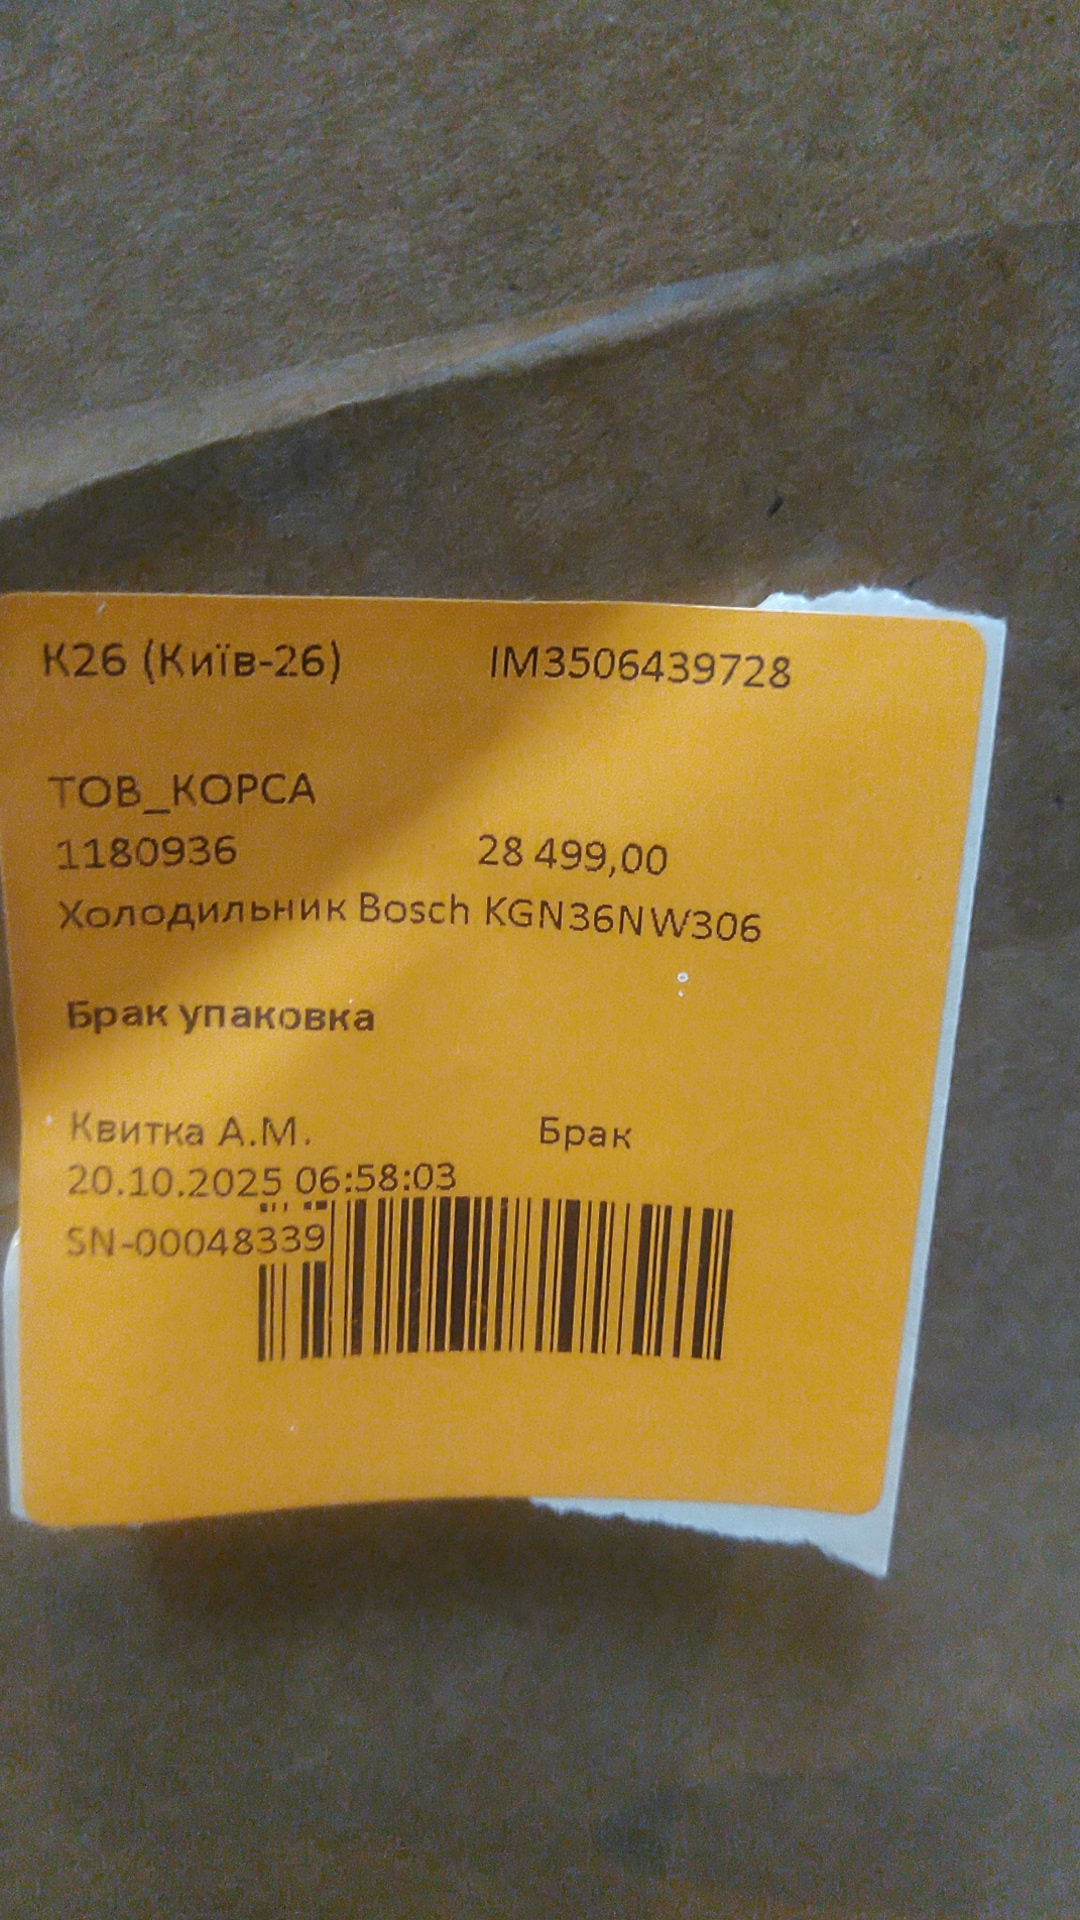 К26 (Київ-26) IM3506439728
ТОВ_КОРСА
1180936 28 499,00
Холодильник Bosch KGN36NW306
Брак упаковка
Квитка А.М. Брак
20.10.2025 06:58:03
SN-00048339